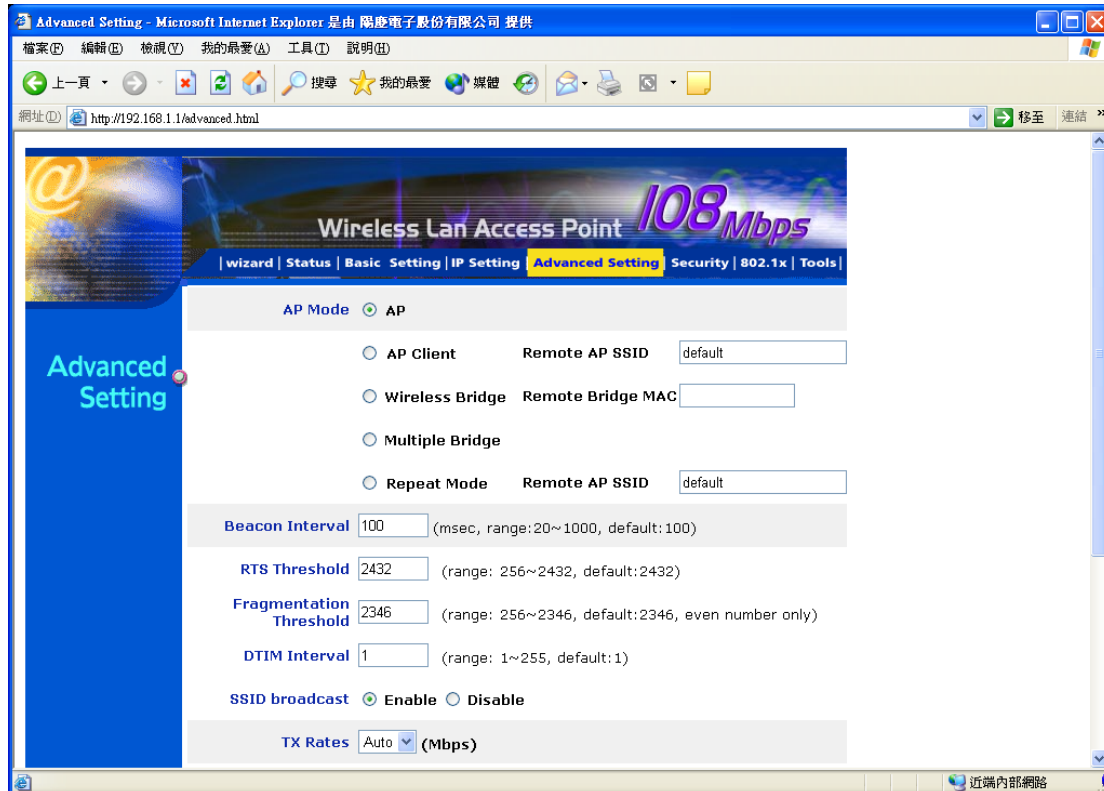 Advanced Setting - Microsoft Internet Explorer 是由 陽慶電子股份有限公司 提供
檔案(F) 編輯(E) 檢視(V) 我的最愛(A) 工具(T) 說明(H)
上一頁 搜尋 我的最愛 媒體
網址(D) http://192.168.1.1/advanced.html 移至 連結 »
@
108Mbps
Wireless Lan Access Point
| wizard | Status | Basic Setting | IP Setting | Advanced Setting | Security | 802.1x | Tools |
Advanced
Setting
AP Mode AP
AP Client Remote AP SSID default
Wireless Bridge Remote Bridge MAC
Multiple Bridge
Repeat Mode Remote AP SSID default
Beacon Interval 100 (msec, range:20~1000, default:100)
RTS Threshold 2432 (range: 256~2432, default:2432)
Fragmentation
Threshold 2346 (range: 256~2346, default:2346, even number only)
DTIM Interval 1 (range: 1~255, default:1)
SSID broadcast Enable Disable
TX Rates Auto (Mbps)
近端內部網路